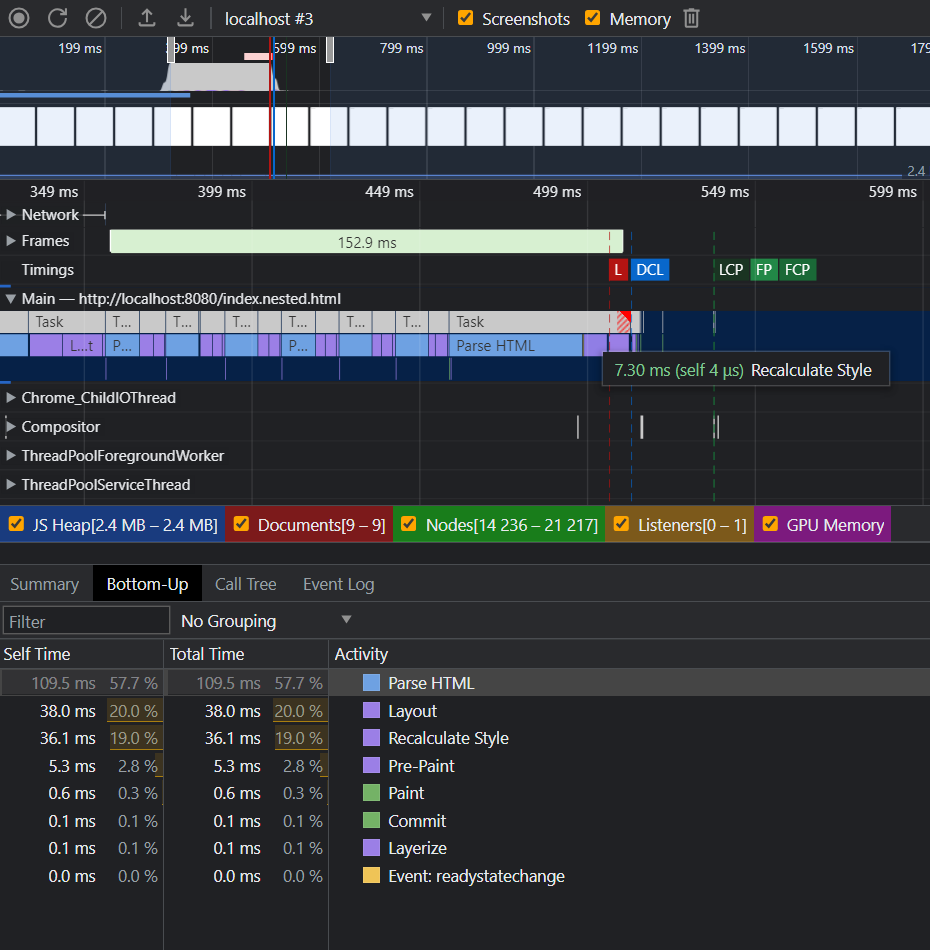 localhost #3 Screenshots Memory
199 ms 399 ms 599 ms 799 ms 999 ms 1199 ms 1399 ms 1599 ms 179
2.4
349 ms 399 ms 449 ms 499 ms 549 ms 599 ms
Network
Frames 152.9 ms
Timings L DCL LCP FP FCP
Main — http://localhost:8080/index.nested.html
Task T... T... T... T... T... T... Task
L...t P... P... Parse HTML
7.30 ms (self 4 μs) Recalculate Style
Chrome_ChildIOThread
Compositor
ThreadPoolForegroundWorker
ThreadPoolServiceThread
JS Heap[2.4 MB – 2.4 MB] Documents[9 – 9] Nodes[14 236 – 21 217] Listeners[0 – 1] GPU Memory
Summary Bottom-Up Call Tree Event Log
Filter No Grouping
Self Time Total Time Activity
109.5 ms 57.7 % 109.5 ms 57.7 % Parse HTML
38.0 ms 20.0 % 38.0 ms 20.0 % Layout
36.1 ms 19.0 % 36.1 ms 19.0 % Recalculate Style
5.3 ms 2.8 % 5.3 ms 2.8 % Pre-Paint
0.6 ms 0.3 % 0.6 ms 0.3 % Paint
0.1 ms 0.1 % 0.1 ms 0.1 % Commit
0.1 ms 0.1 % 0.1 ms 0.1 % Layerize
0.0 ms 0.0 % 0.0 ms 0.0 % Event: readystatechange